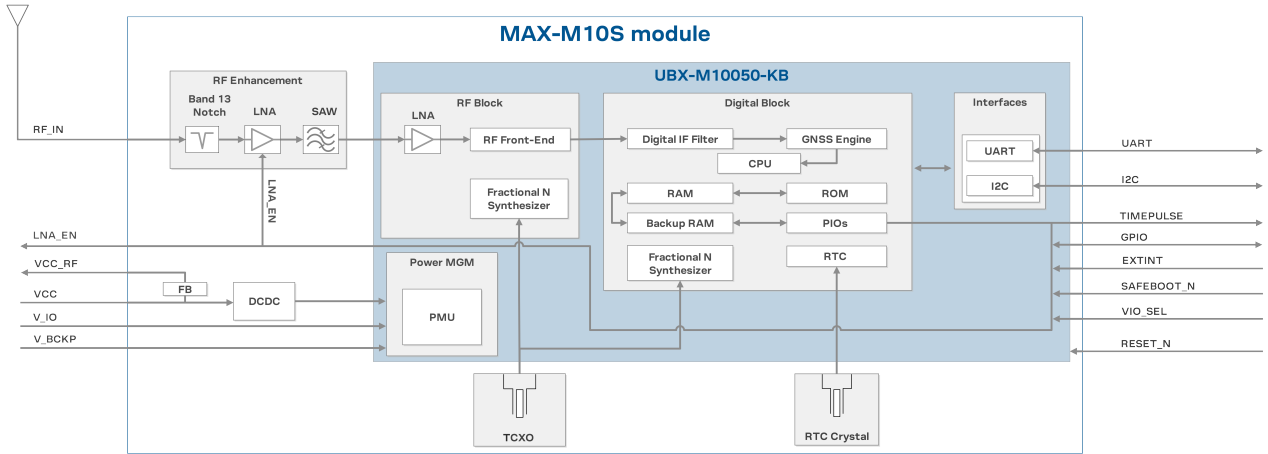 MAX-M10S module
UBX-M10050-KB
RF Enhancement
Band 13
Notch
LNA
SAW
RF_IN
LNA_EN
RF Block
LNA
RF Front-End
Fractional N
Synthesizer
Digital Block
Digital IF Filter
GNSS Engine
CPU
RAM
ROM
Backup RAM
PIOs
Fractional N
Synthesizer
RTC
Interfaces
UART
I2C
UART
I2C
TIMEPULSE
GPIO
EXTINT
SAFEBOOT_N
VIO_SEL
RESET_N
LNA_EN
VCC_RF
FB
VCC
DCDC
V_IO
V_BCKP
Power MGM
PMU
TCXO
RTC Crystal